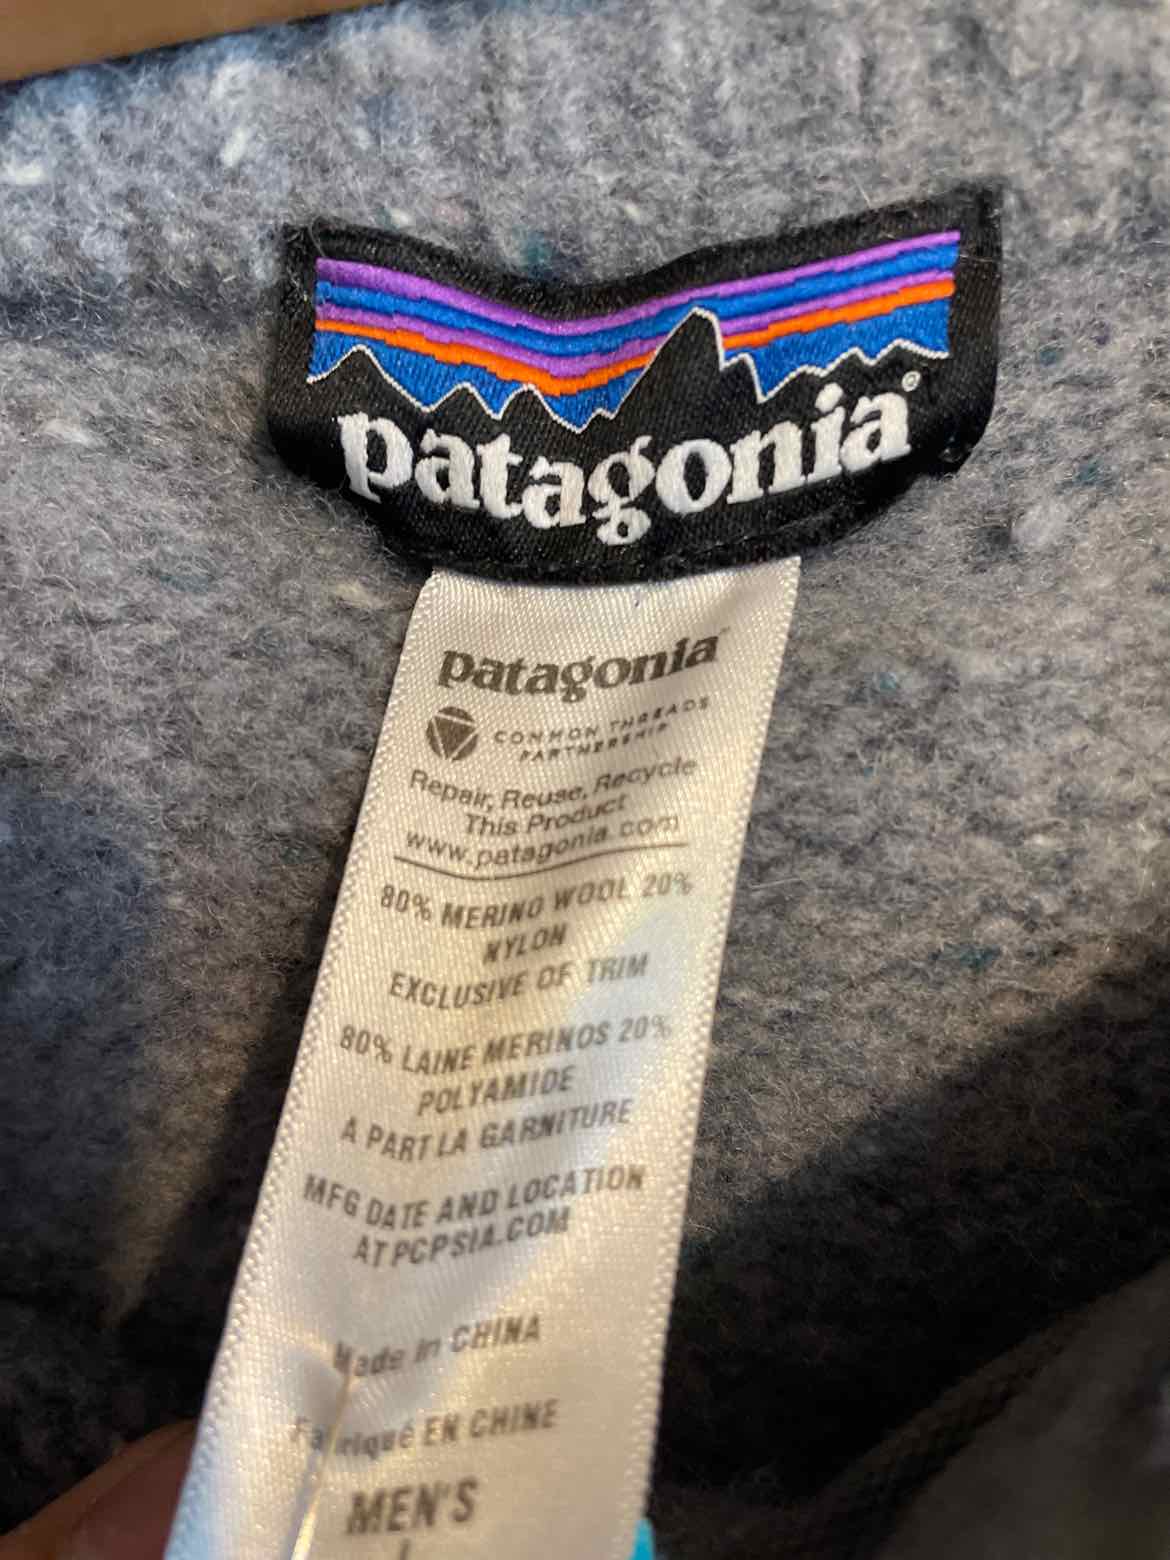 patagonia®
patagonia™
COMMON THREADS
PARTNERSHIP
Repair, Reuse, Recycle
This Product
www.patagonia.com
80% MERINO WOOL 20%
NYLON
EXCLUSIVE OF TRIM
80% LAINE MERINOS 20%
POLYAMIDE
A PART LA GARNITURE
MFG DATE AND LOCATION
AT PCPSIA.COM
Made in CHINA
Fabriqué EN CHINE
MEN'S